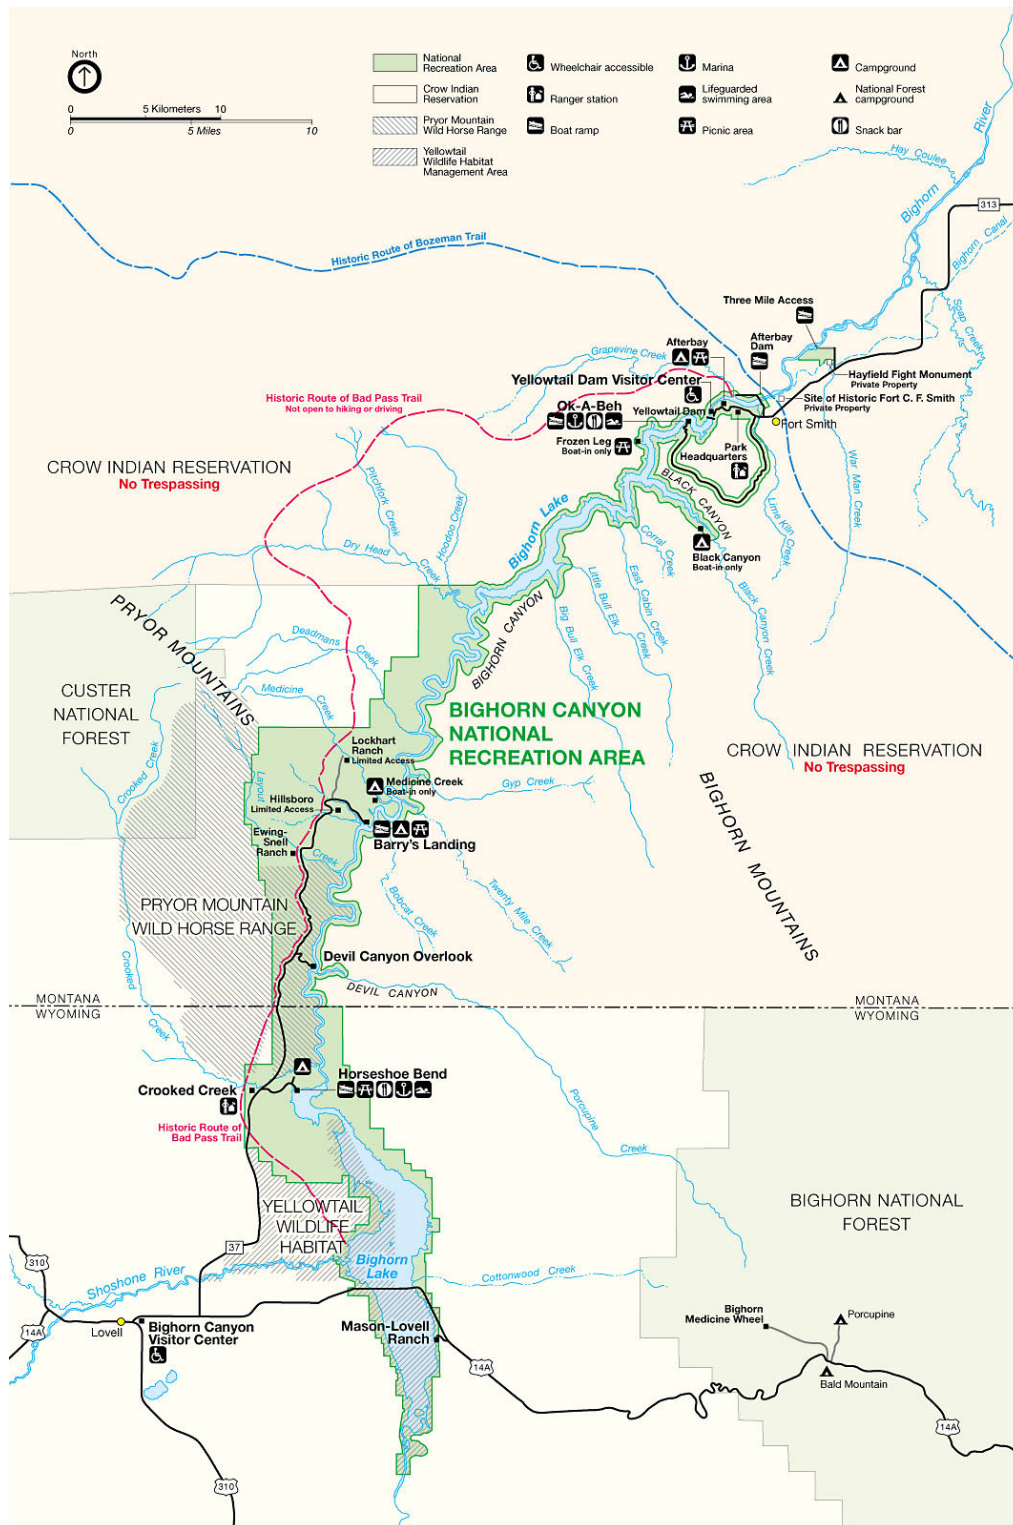 North
0 5 Kilometers 10
0 5 Miles 10
National
Recreation Area
Crow Indian
Reservation
Pryor Mountain
Wild Horse Range
Yellowtail
Wildlife Habitat
Management Area
Wheelchair accessible
Ranger station
Boat ramp
Marina
Lifeguarded
swimming area
Picnic area
Campground
National Forest
campground
Snack bar
Hay Coulee
Bighorn River
313
Bighorn Canal
Soap Creek
Historic Route of Bozeman Trail
Three Mile Access
Afterbay
Dam
Afterbay
Grapevine Creek
Yellowtail Dam Visitor Center
Hayfield Fight Monument
Private Property
Site of Historic Fort C. F. Smith
Private Property
Fort Smith
Historic Route of Bad Pass Trail
Not open to hiking or driving
Ok-A-Beh
Yellowtail Dam
Frozen Leg
Boat-in only
Park
Headquarters
BLACK CANYON
CROW INDIAN RESERVATION
No Trespassing
Pitchfork Creek
Hoodoo Creek
Dry Head Creek
Bighorn Lake
Lime Kiln Creek
War Man Creek
Black Canyon
Boat-in only
Corral Creek
East Cabin Creek
Little Bull Elk Creek
Big Bull Elk Creek
Black Canyon Creek
BIGHORN CANYON
PRYOR MOUNTAINS
Deadmans Creek
Medicine Creek
CUSTER
NATIONAL
FOREST
BIGHORN CANYON
NATIONAL
RECREATION AREA
CROW INDIAN RESERVATION
No Trespassing
BIGHORN MOUNTAINS
Crooked Creek
Layout Creek
Lockhart
Ranch
Limited Access
Medicine Creek
Boat-in only
Gyp Creek
Hillsboro
Limited Access
Ewing-
Snell
Ranch
Barry's Landing
Bobcat Creek
Twenty Mile Creek
PRYOR MOUNTAIN
WILD HORSE RANGE
Devil Canyon Overlook
DEVIL CANYON
Crooked Creek
MONTANA
WYOMING
MONTANA
WYOMING
Horseshoe Bend
Crooked Creek
Historic Route of
Bad Pass Trail
Porcupine Creek
YELLOWTAIL
WILDLIFE
HABITAT
BIGHORN NATIONAL
FOREST
37
310
Shoshone River
Bighorn
Lake
Cottonwood Creek
14A
Lovell
Bighorn Canyon
Visitor Center
Mason-Lovell
Ranch
14A
Bighorn
Medicine Wheel
Porcupine
Bald Mountain
14A
310